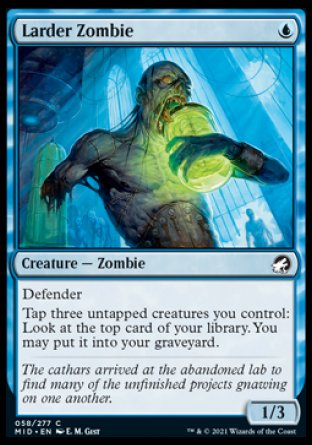 Larder Zombie
Creature — Zombie
Defender
Tap three untapped creatures you control:
Look at the top card of your library. You
may put it into your graveyard.
The cathars arrived at the abandoned lab to
find many of the unfinished projects gnawing
on one another.
1/3
058/277 C
MID • EN E. M. Gist
™ & © 2021 Wizards of the Coast